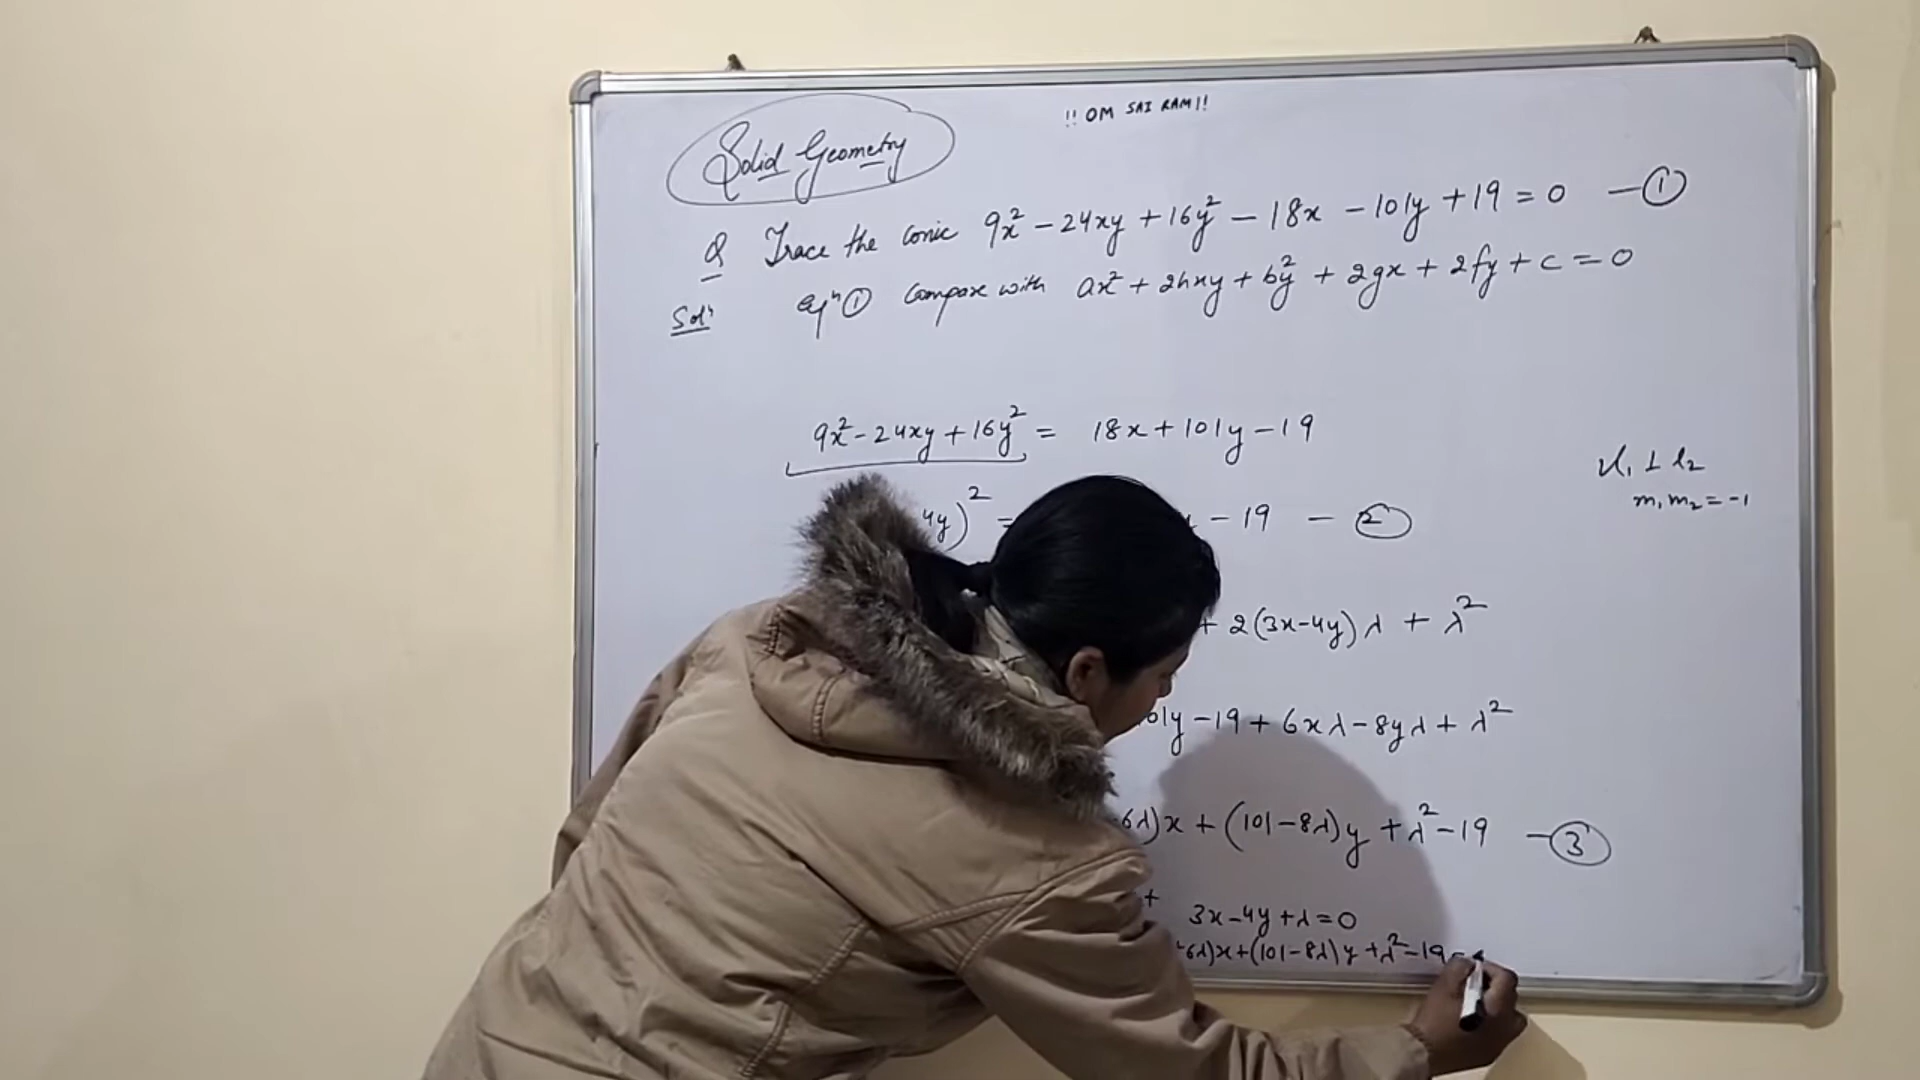 !! OM SAI RAM !!
Solid Geometry
Q Trace the conic 9x² - 24xy + 16y² - 18x - 101y + 19 = 0 - ①
Solⁿ eqⁿ ① Compare with ax² + 2hxy + by² + 2gx + 2fy + c = 0
9x² - 24xy + 16y² = 18x + 101y - 19
l₁ ⊥ l₂
m₁m₂ = -1
4y)² = - 19 - ②
+ 2(3x-4y)λ + λ²
01y - 19 + 6xλ - 8yλ + λ²
6λ)x + (101-8λ)y + λ² - 19 - ③
3x - 4y + λ = 0
6λ)x + (101-8λ)y + λ² - 19